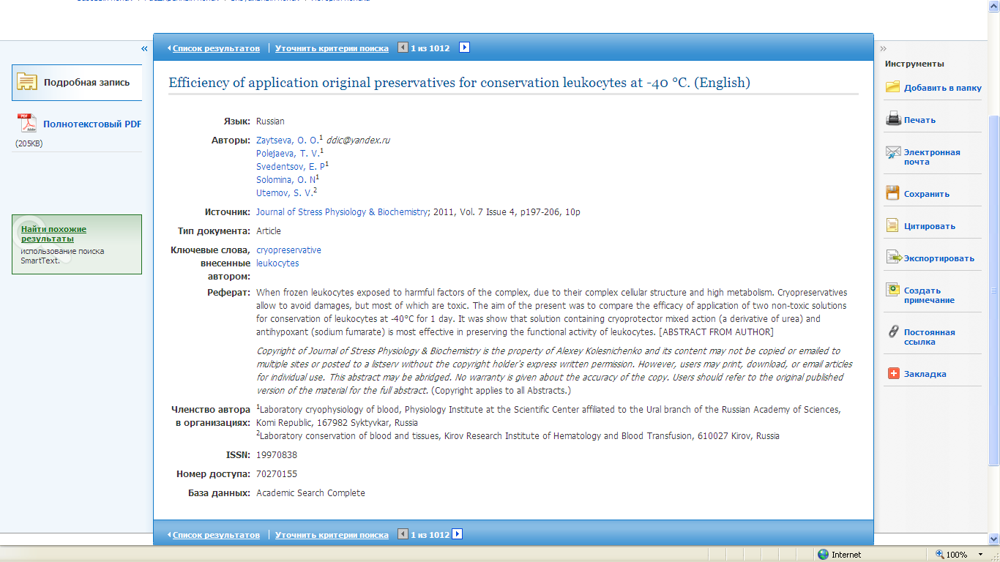 « Список результатов | Уточнить критерии поиска 1 из 1012 »
Инструменты
Подробная запись
Полнотекстовый PDF
(205KB)
Найти похожие
результаты
использование поиска
SmartText.
Efficiency of application original preservatives for conservation leukocytes at -40 °C. (English)
Язык: Russian
Авторы: Zaytseva, O. O.1 ddic@yandex.ru
Polejaeva, T. V.1
Svedentsov, E. P1
Solomina, O. N1
Utemov, S. V.2
Источник: Journal of Stress Physiology & Biochemistry; 2011, Vol. 7 Issue 4, p197-206, 10p
Тип документа: Article
Ключевые слова, cryopreservative
внесенные leukocytes
автором:
Реферат: When frozen leukocytes exposed to harmful factors of the complex, due to their complex cellular structure and high metabolism. Cryopreservatives
allow to avoid damages, but most of which are toxic. The aim of the present was to compare the efficacy of application of two non-toxic solutions
for conservation of leukocytes at -40°C for 1 day. It was show that solution containing cryoprotector mixed action (a derivative of urea) and
antihypoxant (sodium fumarate) is most effective in preserving the functional activity of leukocytes. [ABSTRACT FROM AUTHOR]
Copyright of Journal of Stress Physiology & Biochemistry is the property of Alexey Kolesnichenko and its content may not be copied or emailed to
multiple sites or posted to a listserv without the copyright holder's express written permission. However, users may print, download, or email articles
for individual use. This abstract may be abridged. No warranty is given about the accuracy of the copy. Users should refer to the original published
version of the material for the full abstract. (Copyright applies to all Abstracts.)
Членство автора 1Laboratory cryophysiology of blood, Physiology Institute at the Scientific Center affiliated to the Ural branch of the Russian Academy of Sciences,
в организациях: Komi Republic, 167982 Syktyvkar, Russia
2Laboratory conservation of blood and tissues, Kirov Research Institute of Hematology and Blood Transfusion, 610027 Kirov, Russia
ISSN: 19970838
Номер доступа: 70270155
База данных: Academic Search Complete
Добавить в папку
Печать
Электронная
почта
Сохранить
Цитировать
Экспортировать
Создать
примечание
Постоянная
ссылка
Закладка
Список результатов | Уточнить критерии поиска 1 из 1012
Internet 100%